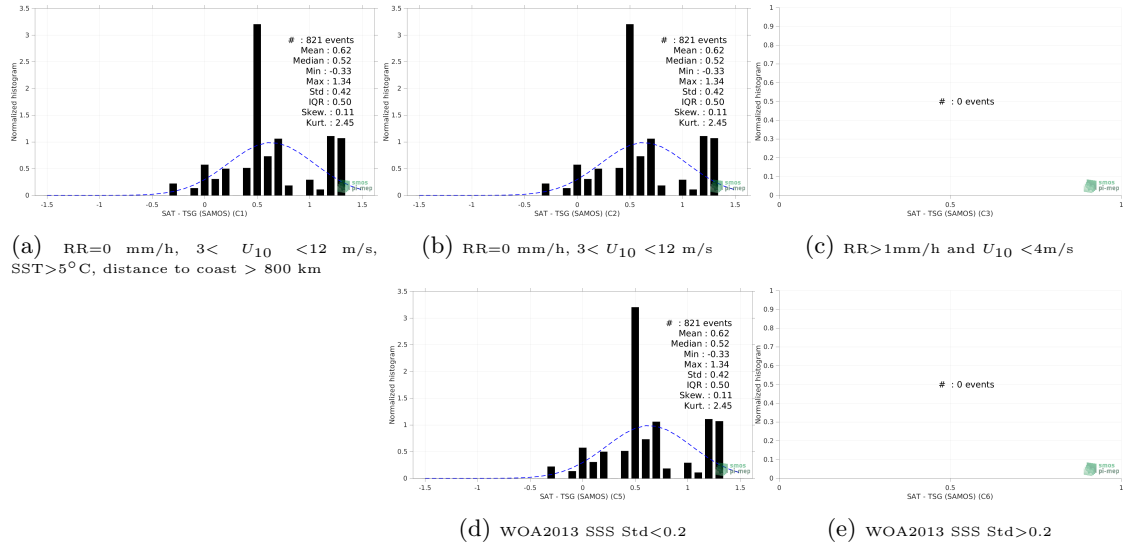 3.5
3
2.5
2
1.5
1
0.5
0
Normalized histogram
# : 821 events
Mean : 0.62
Median : 0.52
Min : -0.33
Max : 1.34
Std : 0.42
IQR : 0.50
Skew. : 0.11
Kurt. : 2.45
smos
pi-mep
-1.5 -1 -0.5 0 0.5 1 1.5
SAT - TSG (SAMOS) (C1)
(a) RR=0 mm/h, 3< U10 <12 m/s,
SST>5°C, distance to coast > 800 km
3.5
3
2.5
2
1.5
1
0.5
0
Normalized histogram
# : 821 events
Mean : 0.62
Median : 0.52
Min : -0.33
Max : 1.34
Std : 0.42
IQR : 0.50
Skew. : 0.11
Kurt. : 2.45
smos
pi-mep
-1.5 -1 -0.5 0 0.5 1 1.5
SAT - TSG (SAMOS) (C2)
(b) RR=0 mm/h, 3< U10 <12 m/s
1
0.9
0.8
0.7
0.6
0.5
0.4
0.3
0.2
0.1
0
Normalized histogram
# : 0 events
smos
pi-mep
0 1
SAT - TSG (SAMOS) (C3)
(c) RR>1mm/h and U10 <4m/s
3.5
3
2.5
2
1.5
1
0.5
0
Normalized histogram
# : 821 events
Mean : 0.62
Median : 0.52
Min : -0.33
Max : 1.34
Std : 0.42
IQR : 0.50
Skew. : 0.11
Kurt. : 2.45
smos
pi-mep
-1.5 -1 -0.5 0 0.5 1 1.5
SAT - TSG (SAMOS) (C5)
(d) WOA2013 SSS Std<0.2
1
0.9
0.8
0.7
0.6
0.5
0.4
0.3
0.2
0.1
0
Normalized histogram
# : 0 events
smos
pi-mep
0 1
SAT - TSG (SAMOS) (C6)
(e) WOA2013 SSS Std>0.2